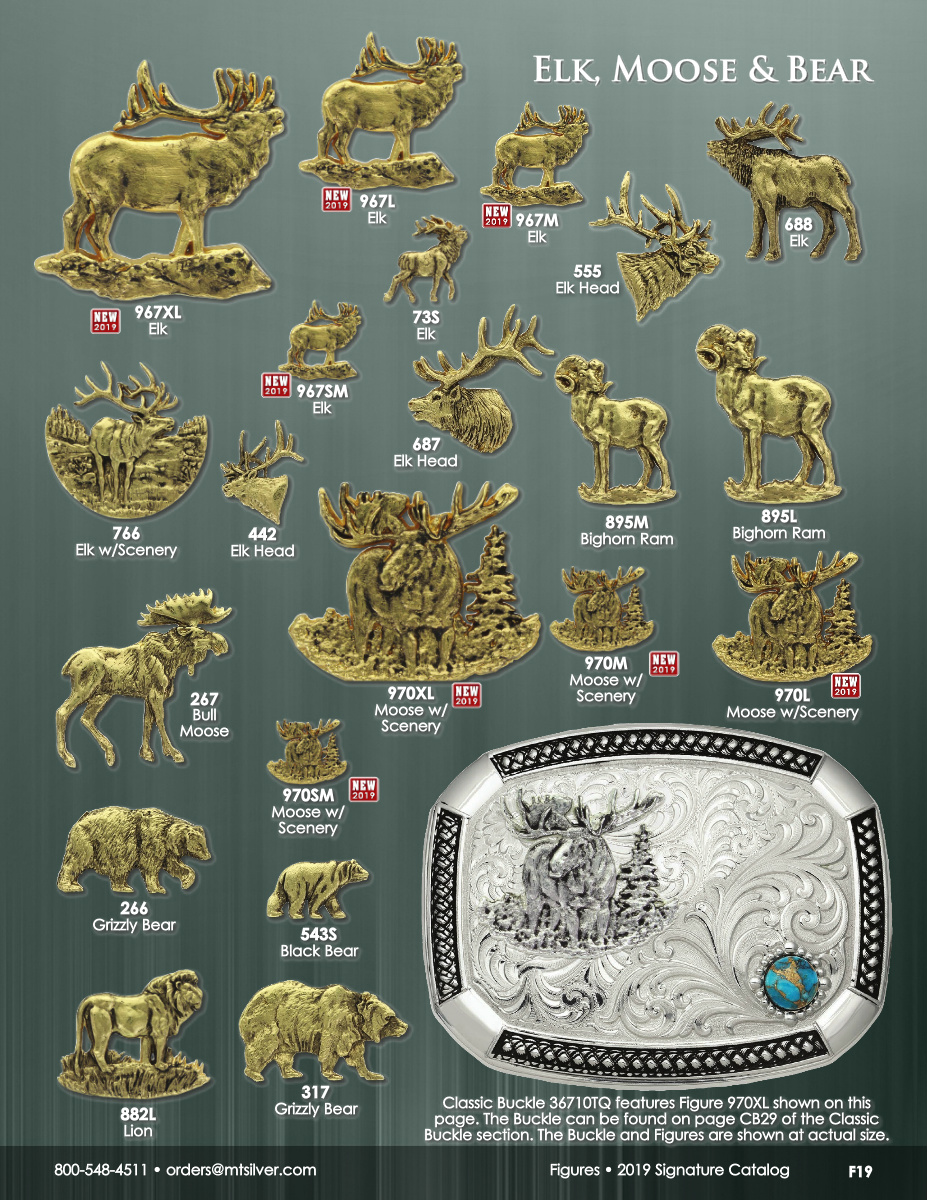 ELK, MOOSE & BEAR
NEW
2019
967L
Elk
NEW
2019
967M
Elk
688
Elk
555
Elk Head
NEW
2019
967XL
Elk
73S
Elk
NEW
2019
967SM
Elk
687
Elk Head
766
Elk w/Scenery
442
Elk Head
895M
Bighorn Ram
895L
Bighorn Ram
267
Bull
Moose
970XL
Moose w/
Scenery
NEW
2019
970M
Moose w/
Scenery
NEW
2019
970L
Moose w/Scenery
NEW
2019
970SM
Moose w/
Scenery
NEW
2019
266
Grizzly Bear
543S
Black Bear
882L
Lion
317
Grizzly Bear
Classic Buckle 36710TQ features Figure 970XL shown on this
page. The Buckle can be found on page CB29 of the Classic
Buckle section. The Buckle and Figures are shown at actual size.
800-548-4511 • orders@mtsilver.com
Figures • 2019 Signature Catalog
F19